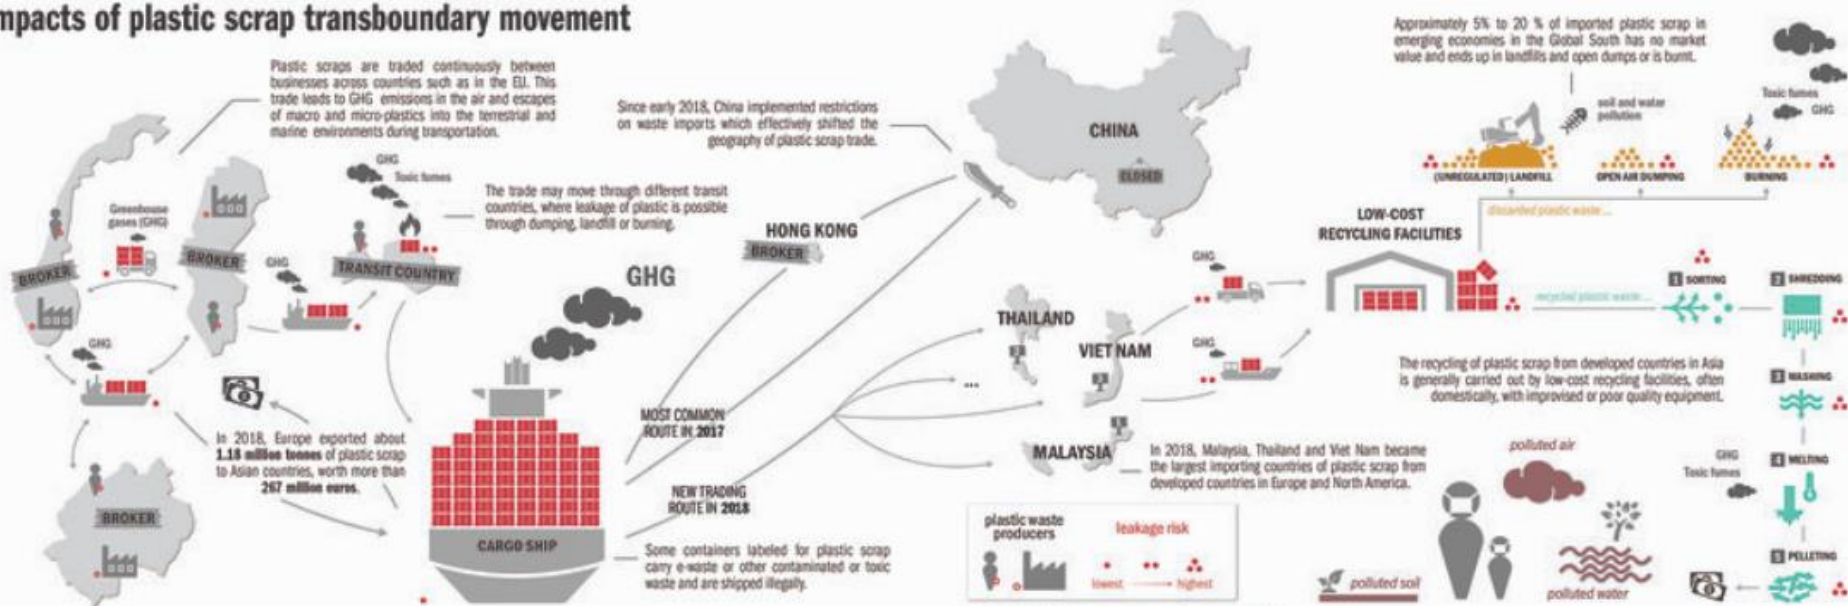 mpacts of plastic scrap transboundary movement
Plastic scraps are traded continuously between
businesses across countries such as in the EU. This
trade leads to GHG emissions in the air and escapes
of macro and micro-plastics into the terrestrial and
marine environments during transportation.
Since early 2018, China implemented restrictions
on waste imports which effectively shifted the
geography of plastic scrap trade.
CHINA
CLOSED
Approximately 5% to 20 % of imported plastic scrap in
emerging economies in the Global South has no market
value and ends up in landfills and open dumps or is burnt.
Toxic fumes
GHG
soil and water
pollution
(UNREGULATED) LANDFILL
OPEN AIR DUMPING
BURNING
discarded plastic waste ...
GHG
Toxic fumes
The trade may move through different transit
countries, where leakage of plastic is possible
through dumping, landfill or burning.
Greenhouse
gases (GHG)
BROKER
BROKER
GHG
TRANSIT COUNTRY
HONG KONG
BROKER
GHG
LOW-COST
RECYCLING FACILITIES
recycled plastic waste ...
1 SORTING
2 SHREDDING
GHG
THAILAND
2
VIET NAM
3
GHG
GHG
The recycling of plastic scrap from developed countries in Asia
is generally carried out by low-cost recycling facilities, often
domestically, with improvised or poor quality equipment.
3 WASHING
...
MOST COMMON
ROUTE IN 2017
In 2018, Europe exported about
1.18 million tonnes of plastic scrap
to Asian countries, worth more than
267 million euros.
MALAYSIA
1
In 2018, Malaysia, Thailand and Viet Nam became
the largest importing countries of plastic scrap from
developed countries in Europe and North America.
polluted air
GHG
Toxic fumes
4 MELTING
NEW TRADING
ROUTE IN 2018
BROKER
CARGO SHIP
Some containers labeled for plastic scrap
carry e-waste or other contaminated or toxic
waste and are shipped illegally.
plastic waste
producers
leakage risk
lowest
highest
polluted soil
polluted water
5 PELLETING